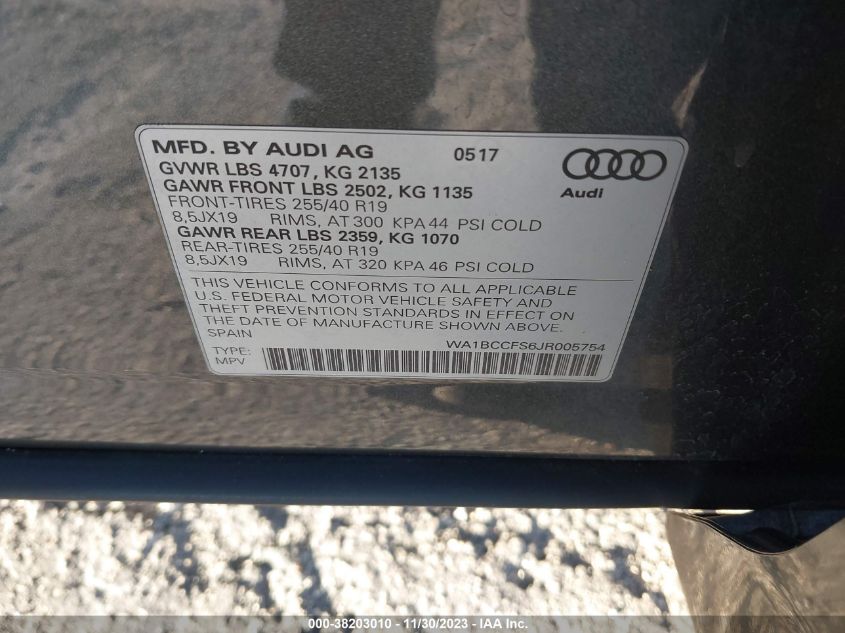 MFD. BY AUDI AG 0517
GVWR LBS 4707, KG 2135
GAWR FRONT LBS 2502, KG 1135
FRONT-TIRES 255/40 R19
8,5JX19 RIMS, AT 300 KPA 44 PSI COLD
GAWR REAR LBS 2359, KG 1070
REAR-TIRES 255/40 R19
8,5JX19 RIMS, AT 320 KPA 46 PSI COLD
Audi
THIS VEHICLE CONFORMS TO ALL APPLICABLE
U.S. FEDERAL MOTOR VEHICLE SAFETY AND
THEFT PREVENTION STANDARDS IN EFFECT ON
THE DATE OF MANUFACTURE SHOWN ABOVE.
SPAIN
WA1BCCFS6JR005754
TYPE:
MPV
000-38203010 — 11/30/2023 — IAA Inc.